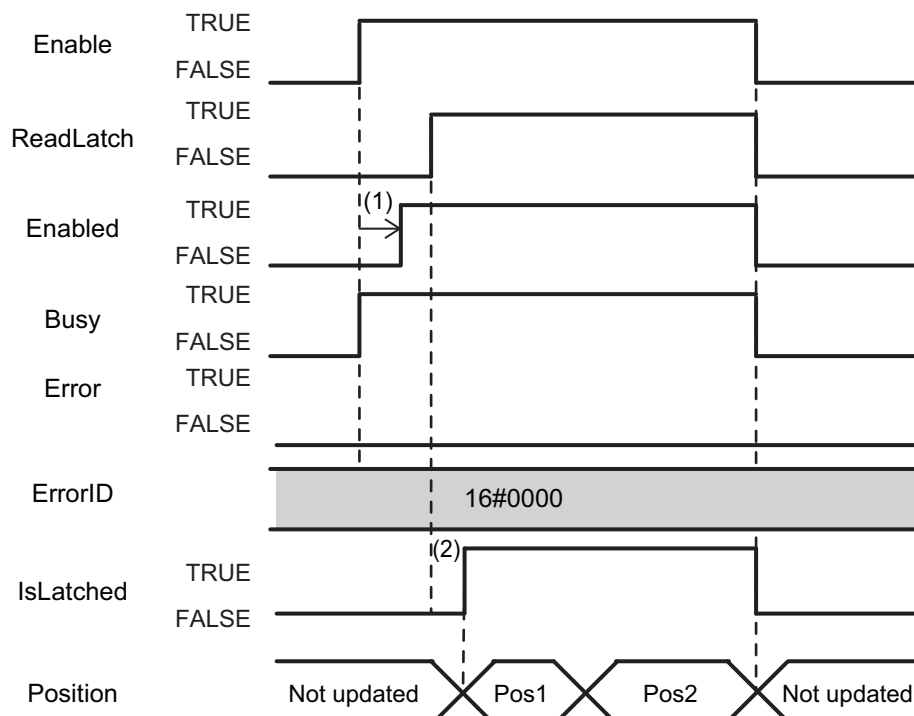 TRUE
Enable
FALSE
TRUE
ReadLatch
FALSE
TRUE
(1)
Enabled
FALSE
TRUE
Busy
FALSE
TRUE
Error
FALSE
ErrorID
16#0000
(2)
TRUE
IsLatched
FALSE
Position
Not updated
Pos1
Pos2
Not updated